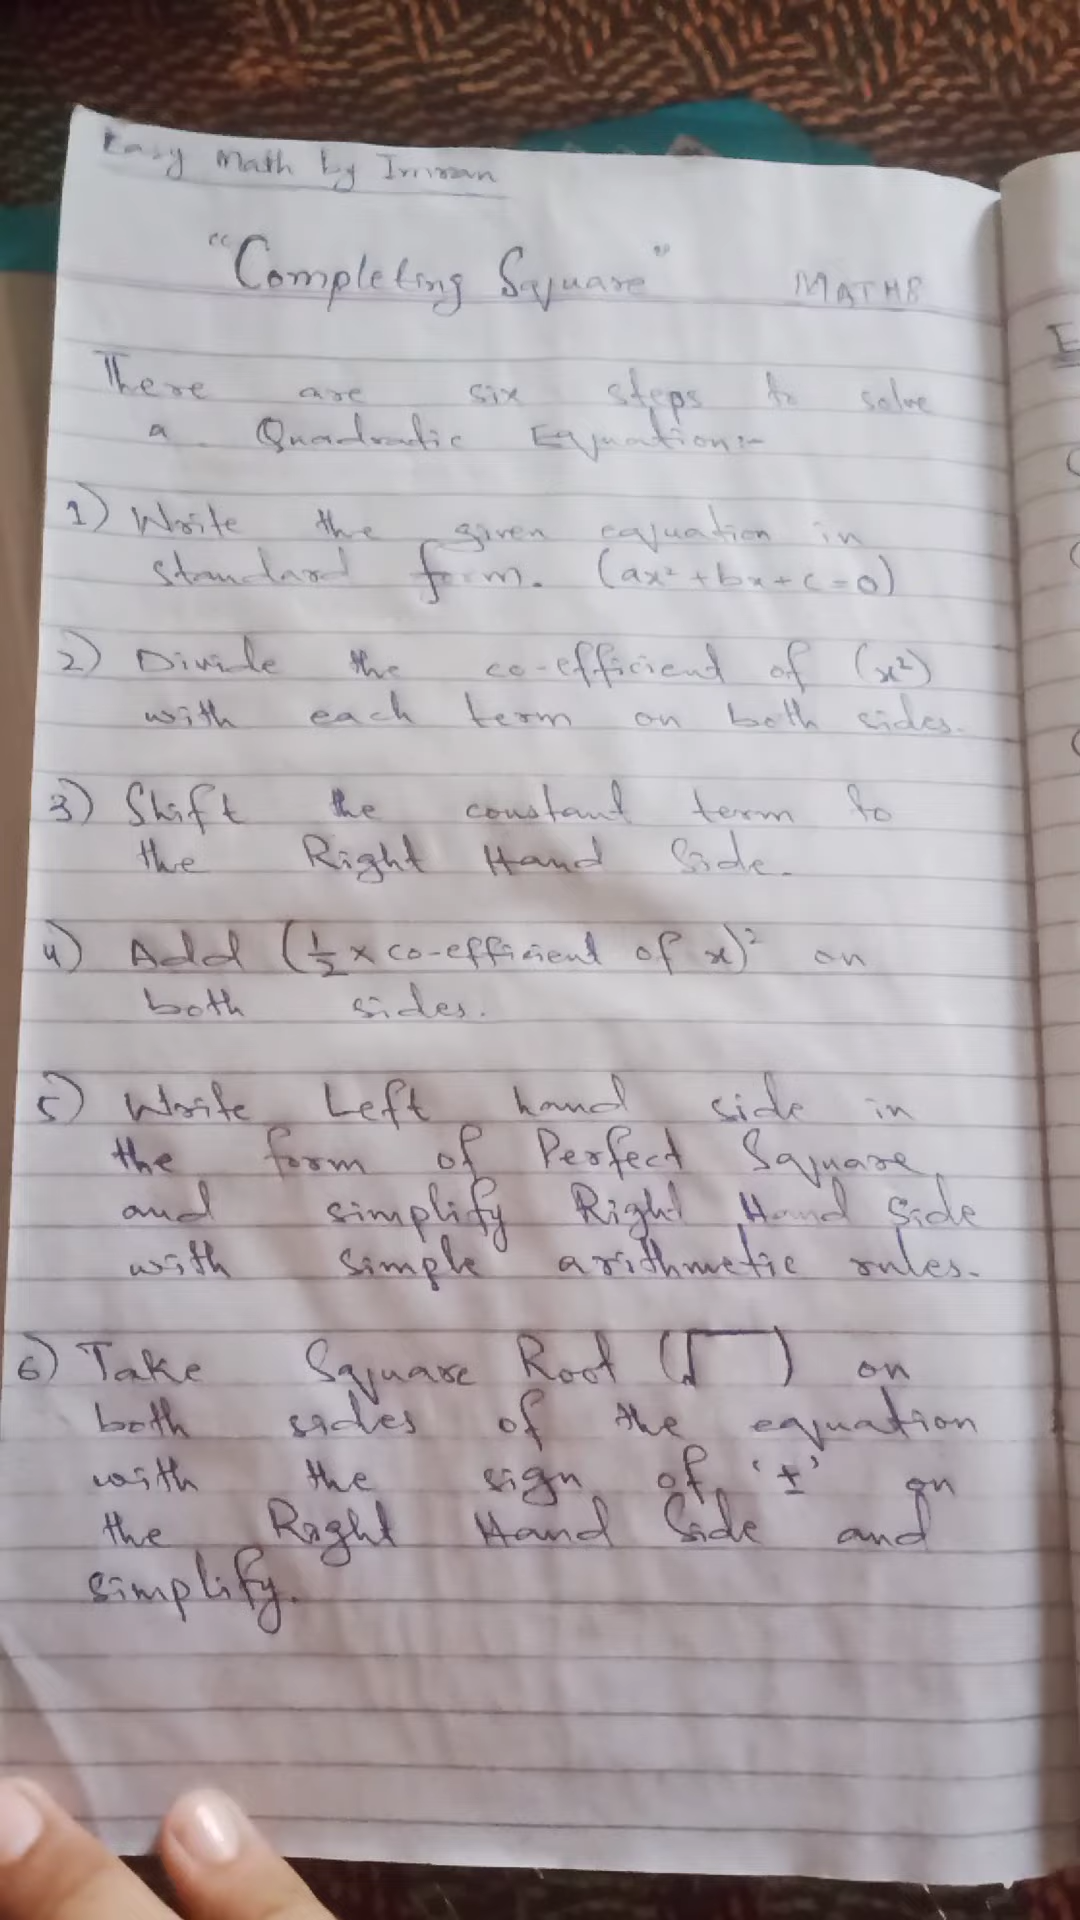 Easy Math by Imran
"Completing Square"
MATH8
There are six steps to solve
a Quadratic Equation:-
1) Write the given equation in
standard form. (ax² + bx + c = 0)
2) Divide the co-efficient of (x²)
with each term on both sides.
3) Shift the constant term to
the Right Hand Side.
4) Add (1/2 x co-efficient of x)² on
both sides.
5) Write Left hand side in
the form of Perfect Square,
and simplify Right Hand Side
with simple arithmetic rules.
6) Take Square Root (√ ) on
both sides of the equation
with the sign of '±' on
the Right Hand Side and
simplify.